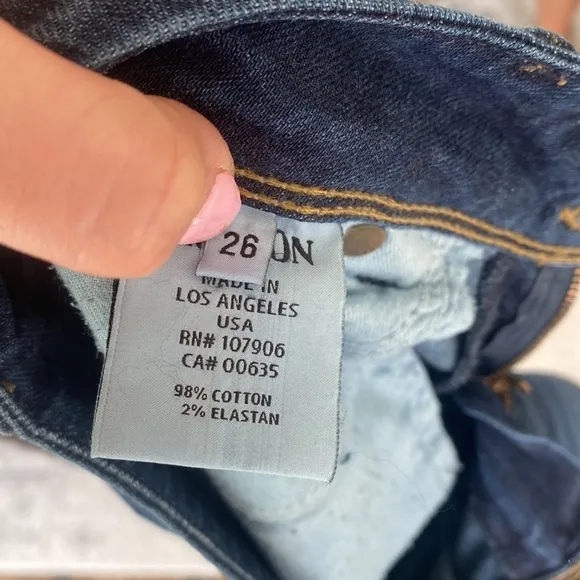 26
ON
MADE IN
LOS ANGELES
USA
RN# 107906
CA# 00635
98% COTTON
2% ELASTAN